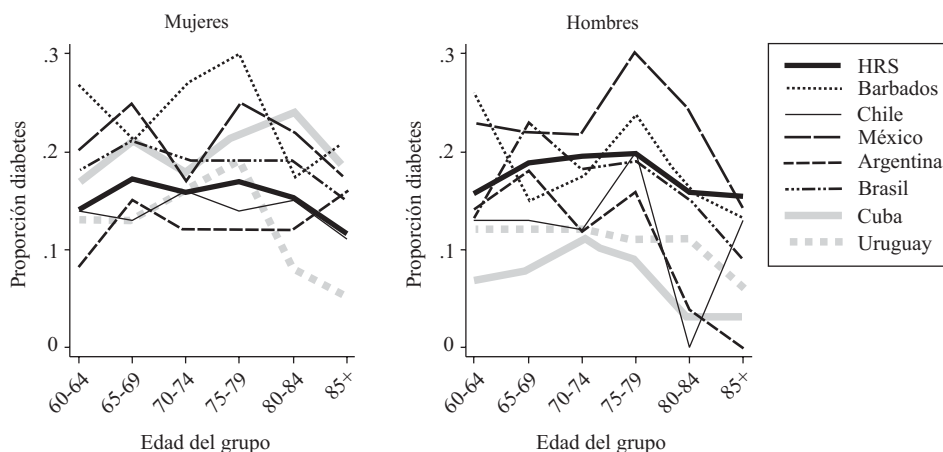 Mujeres
Hombres
Proporción diabetes
.3
.2
.1
0
60-64
65-69
70-74
75-79
80-84
85+
Edad del grupo
Proporción diabetes
.3
.2
.1
0
60-64
65-69
70-74
75-79
80-84
85+
Edad del grupo
HRS
Barbados
Chile
México
Argentina
Brasil
Cuba
Uruguay